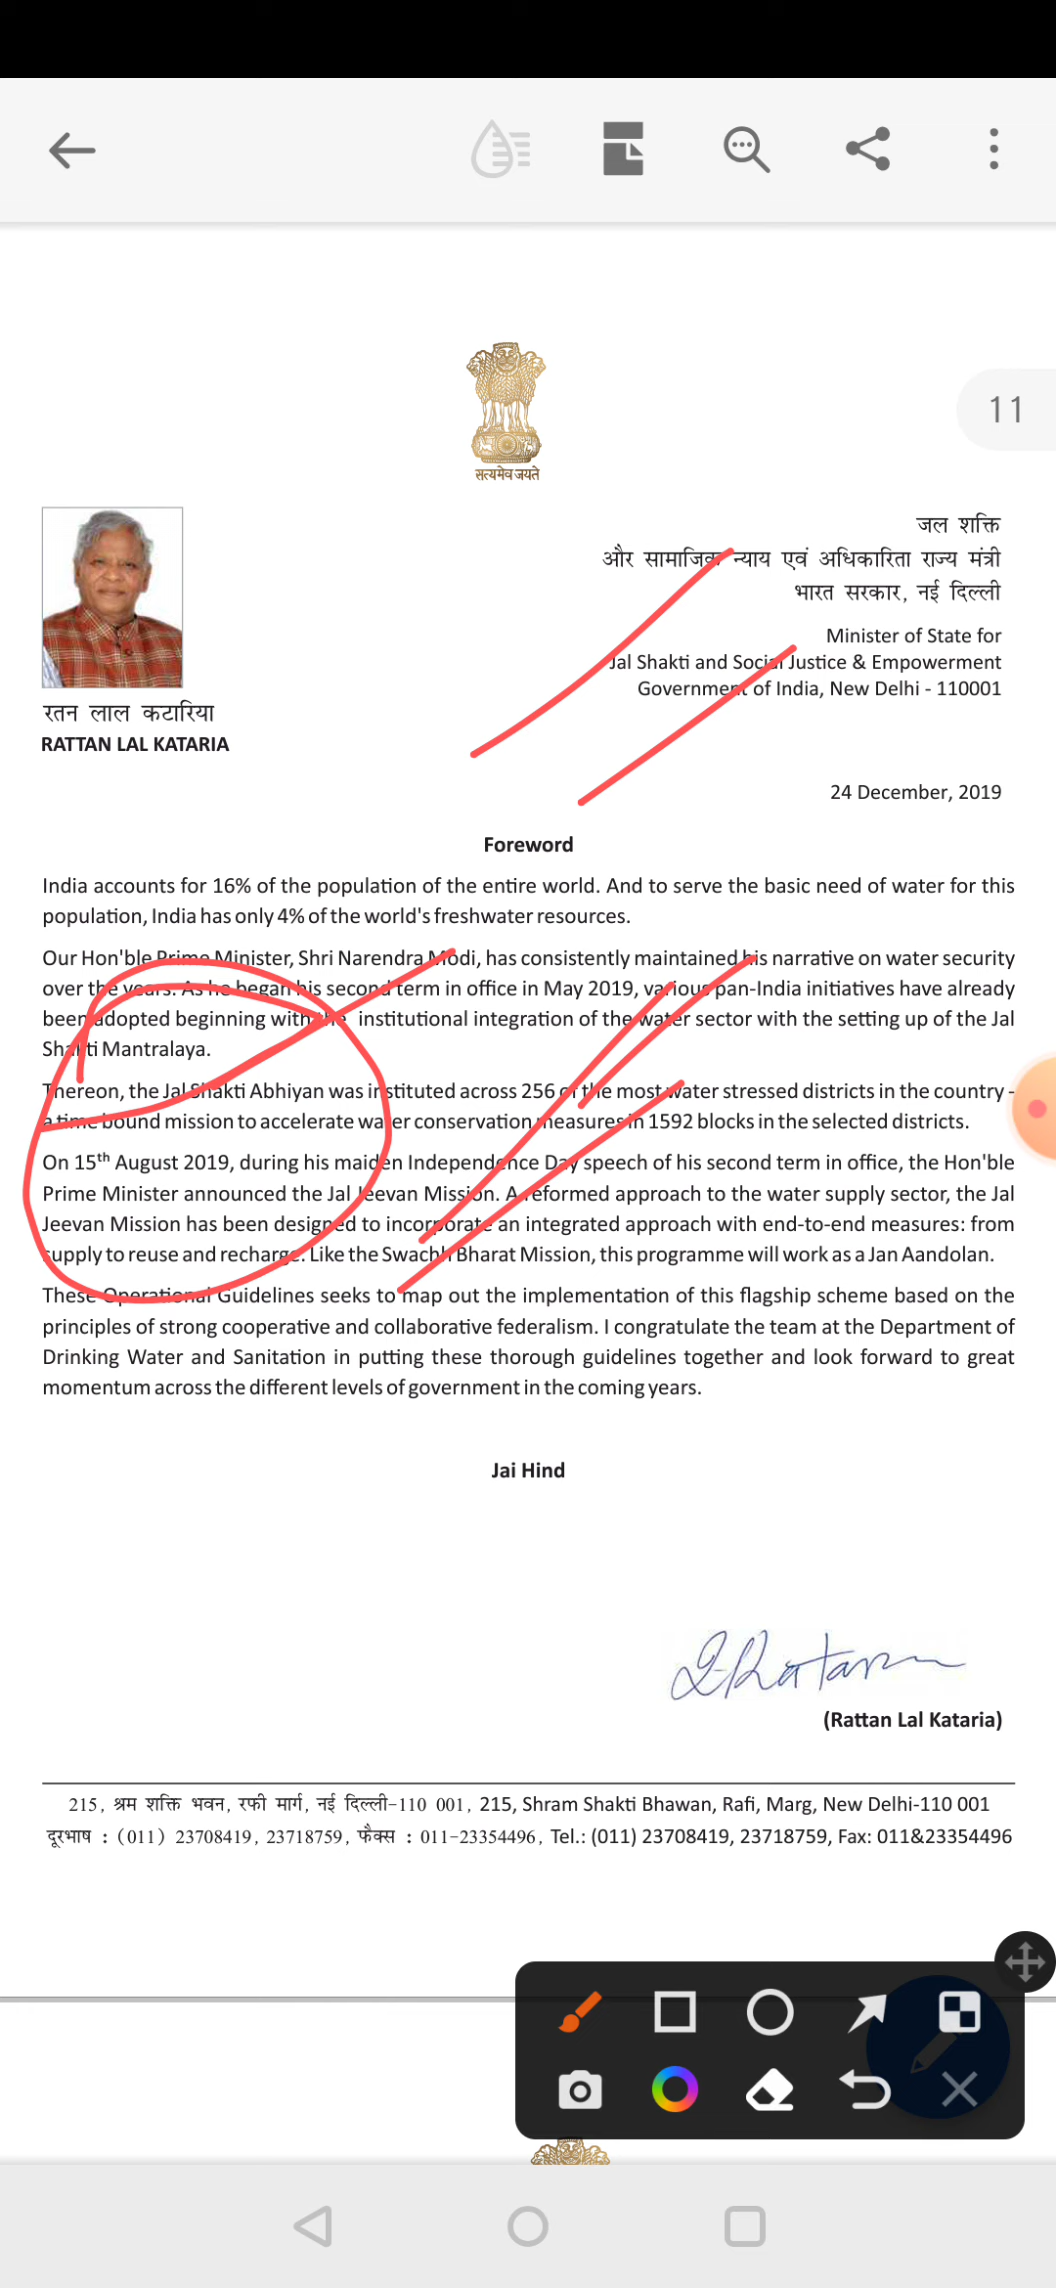 11
सत्यमेव जयते
जल शक्ति
और सामाजिक न्याय एवं अधिकारिता राज्य मंत्री
भारत सरकार, नई दिल्ली
Minister of State for
Jal Shakti and Social Justice & Empowerment
Government of India, New Delhi - 110001
रतन लाल कटारिया
RATTAN LAL KATARIA
24 December, 2019
Foreword
India accounts for 16% of the population of the entire world. And to serve the basic need of water for this
population, India has only 4% of the world's freshwater resources.
Our Hon'ble Prime Minister, Shri Narendra Modi, has consistently maintained his narrative on water security
over the years. As he began his second term in office in May 2019, various pan-India initiatives have already
been adopted beginning with the institutional integration of the water sector with the setting up of the Jal
Shakti Mantralaya.
Thereon, the Jal Shakti Abhiyan was instituted across 256 of the most water stressed districts in the country -
a time bound mission to accelerate water conservation measures in 1592 blocks in the selected districts.
On 15th August 2019, during his maiden Independence Day speech of his second term in office, the Hon'ble
Prime Minister announced the Jal Jeevan Mission. A reformed approach to the water supply sector, the Jal
Jeevan Mission has been designed to incorporate an integrated approach with end-to-end measures: from
supply to reuse and recharge. Like the Swachh Bharat Mission, this programme will work as a Jan Aandolan.
These Operational Guidelines seeks to map out the implementation of this flagship scheme based on the
principles of strong cooperative and collaborative federalism. I congratulate the team at the Department of
Drinking Water and Sanitation in putting these thorough guidelines together and look forward to great
momentum across the different levels of government in the coming years.
Jai Hind
(Rattan Lal Kataria)
215, श्रम शक्ति भवन, रफी मार्ग, नई दिल्ली-110 001, 215, Shram Shakti Bhawan, Rafi, Marg, New Delhi-110 001
दूरभाष : (011) 23708419, 23718759, फैक्स : 011-23354496, Tel.: (011) 23708419, 23718759, Fax: 011&23354496